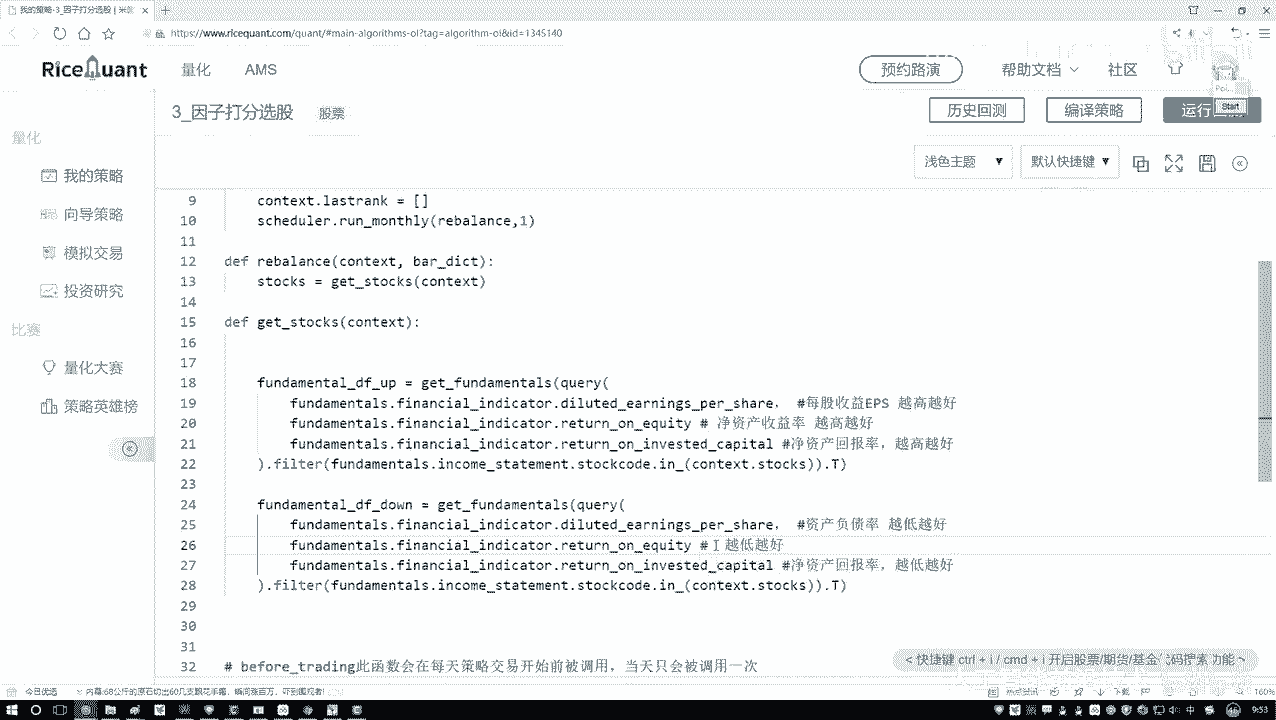 我的策略-3_因子打分选股 | 米
https://www.ricequant.com/quant/#main-algorithms-ol?tag=algorithm-ol&id=1345140
RiceQuant
量化
AMS
预约路演
帮助文档
社区
3_因子打分选股
股票
历史回测
编译策略
运行
Start
浅色主题
默认快捷键
量化
我的策略
向导策略
模拟交易
投资研究
比赛
量化大赛
策略英雄榜
9 context.lastrank = []
10 scheduler.run_monthly(rebalance,1)
11
12 def rebalance(context, bar_dict):
13 stocks = get_stocks(context)
14
15 def get_stocks(context):
16
17
18 fundamental_df_up = get_fundamentals(query(
19 fundamentals.financial_indicator.diluted_earnings_per_share， #每股收益EPS 越高越好
20 fundamentals.financial_indicator.return_on_equity # 净资产收益率 越高越好
21 fundamentals.financial_indicator.return_on_invested_capital #净资产回报率，越高越好
22 ).filter(fundamentals.income_statement.stockcode.in_(context.stocks)).T)
23
24 fundamental_df_down = get_fundamentals(query(
25 fundamentals.financial_indicator.diluted_earnings_per_share， #资产负债率 越低越好
26 fundamentals.financial_indicator.return_on_equity # 越低越好
27 fundamentals.financial_indicator.return_on_invested_capital #净资产回报率，越低越好
28 ).filter(fundamentals.income_statement.stockcode.in_(context.stocks)).T)
29
30
31
32 # before_trading此函数会在每天策略交易开始前被调用，当天只会被调用一次
< 快捷键 ctrl + i / cmd + i 开启股票/期货/基金
今日优选
100%
中
9:53